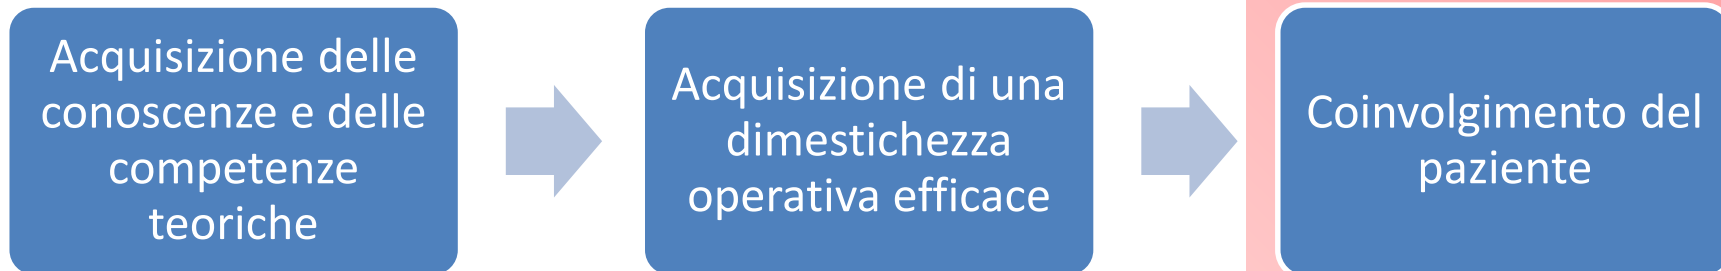 Acquisizione delle
conoscenze e delle
competenze
teoriche
Acquisizione di una
dimestichezza
operativa efficace
Coinvolgimento del
paziente